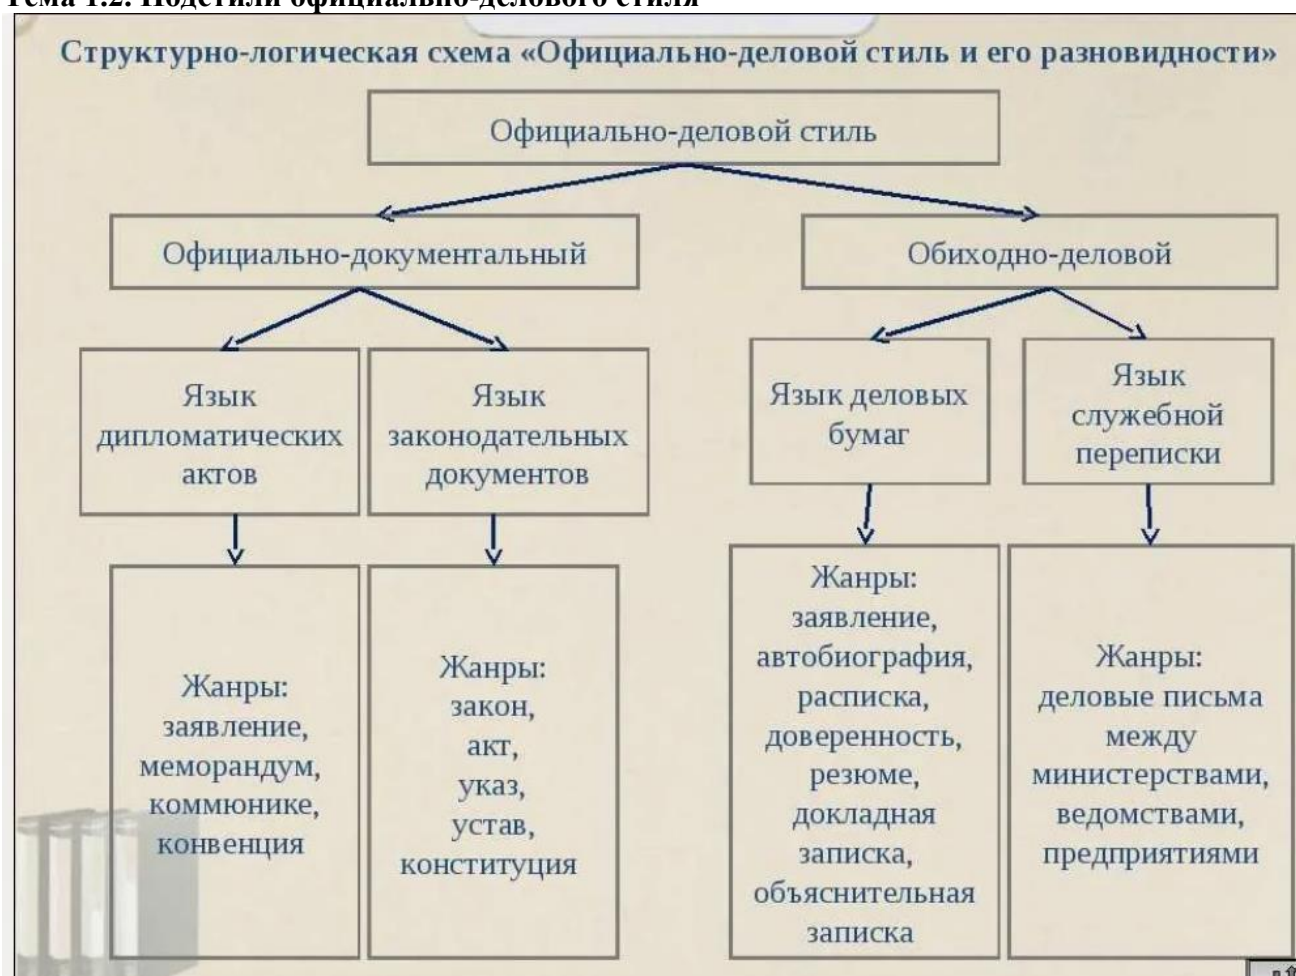 Тема 1.2. Подстили официально-делового стиля
Структурно-логическая схема «Официально-деловой стиль и его разновидности»
Официально-деловой стиль
Официально-документальный
Обиходно-деловой
Язык
дипломатических
актов
Язык
законодательных
документов
Язык деловых
бумаг
Язык
служебной
переписки
Жанры:
заявление,
меморандум,
коммюнике,
конвенция
Жанры:
закон,
акт,
указ,
устав,
конституция
Жанры:
заявление,
автобиография,
расписка,
доверенность,
резюме,
докладная
записка,
объяснительная
записка
Жанры:
деловые письма
между
министерствами,
ведомствами,
предприятиями